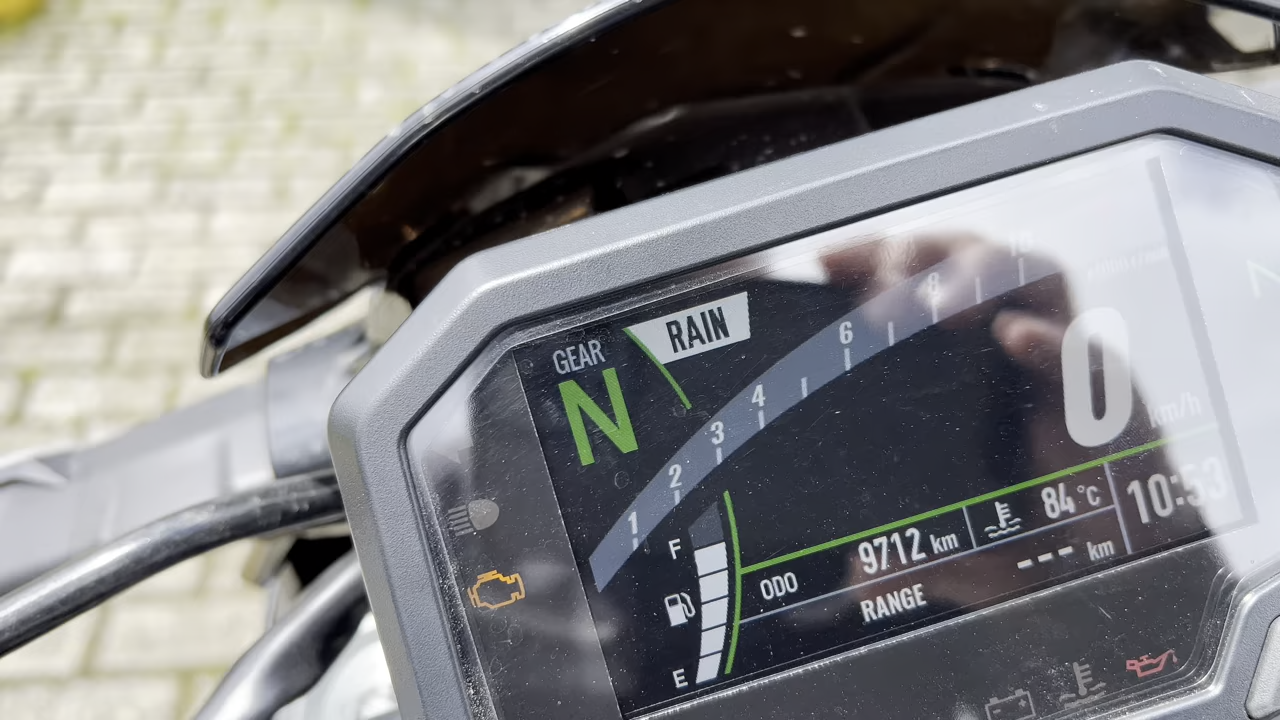 GEAR
N
RAIN
1
2
3
4
6
8
10
0
km/h
F
E
ODO
9712 km
84 °C
10:53
RANGE
--- km